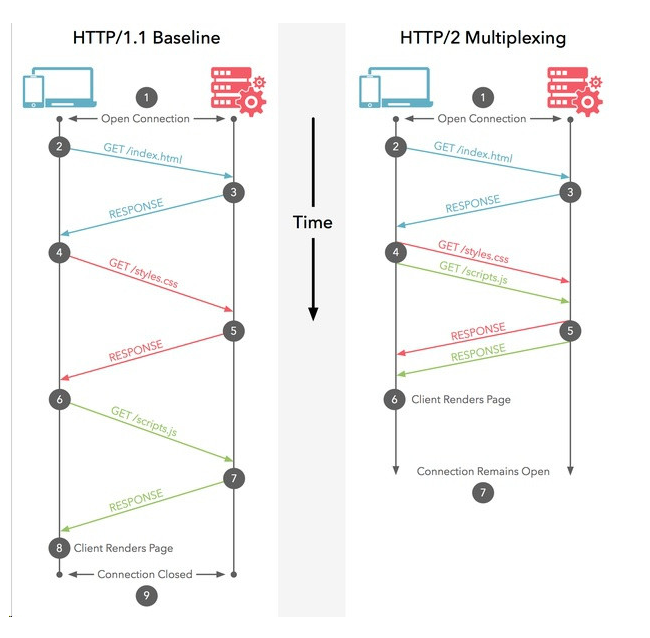 HTTP/1.1 Baseline
1
Open Connection
2
GET /index.html
3
RESPONSE
4
GET /styles.css
5
RESPONSE
6
GET /scripts.js
7
RESPONSE
8 Client Renders Page
Connection Closed
9
Time
HTTP/2 Multiplexing
1
Open Connection
2
GET /index.html
3
RESPONSE
4
GET /styles.css
GET /scripts.js
5
RESPONSE
RESPONSE
6 Client Renders Page
Connection Remains Open
7